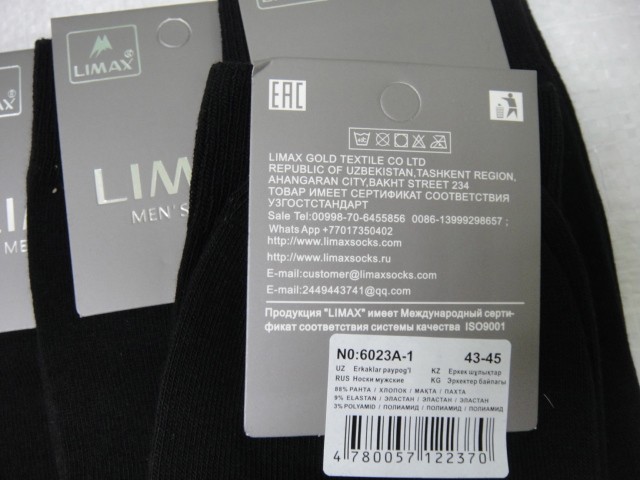 LIMAX
LIMAX
LIM
MEN'S
EAC
LIMAX GOLD TEXTILE CO LTD
REPUBLIC OF UZBEKISTAN,TASHKENT REGION,
AHANGARAN CITY,BAKHT STREET 234
ТОВАР ИМЕЕТ СЕРТИФИКАТ СООТВЕТСТВИЯ
УЗГОССТАНДАРТ
Sale Tel:00998-70-6455856 0086-13999298657 ;
Whats App +77017350402
http://www.limaxsocks.com
http://www.limaxsocks.ru
E-mail:customer@limaxsocks.com
E-mail:2449443741@qq.com
Продукция "LIMAX" имеет Международный серти-
фикат соответствия системы качества ISO9001
N0:6023A-1 43-45
UZ Erkaklar paypog'I KZ Еркек шұлықтар
RUS Носки мужские KG Эркектер байпагы
88% PAHTA / ХЛОПОК / МАҚТА / ПАХТА
9% ELASTAN / ЭЛАСТАН / ЭЛАСТАН / ЭЛАСТАН
3% POLYAMID / ПОЛИАМИД / ПОЛИАМИД / ПОЛИАМИД
4 780057 122370